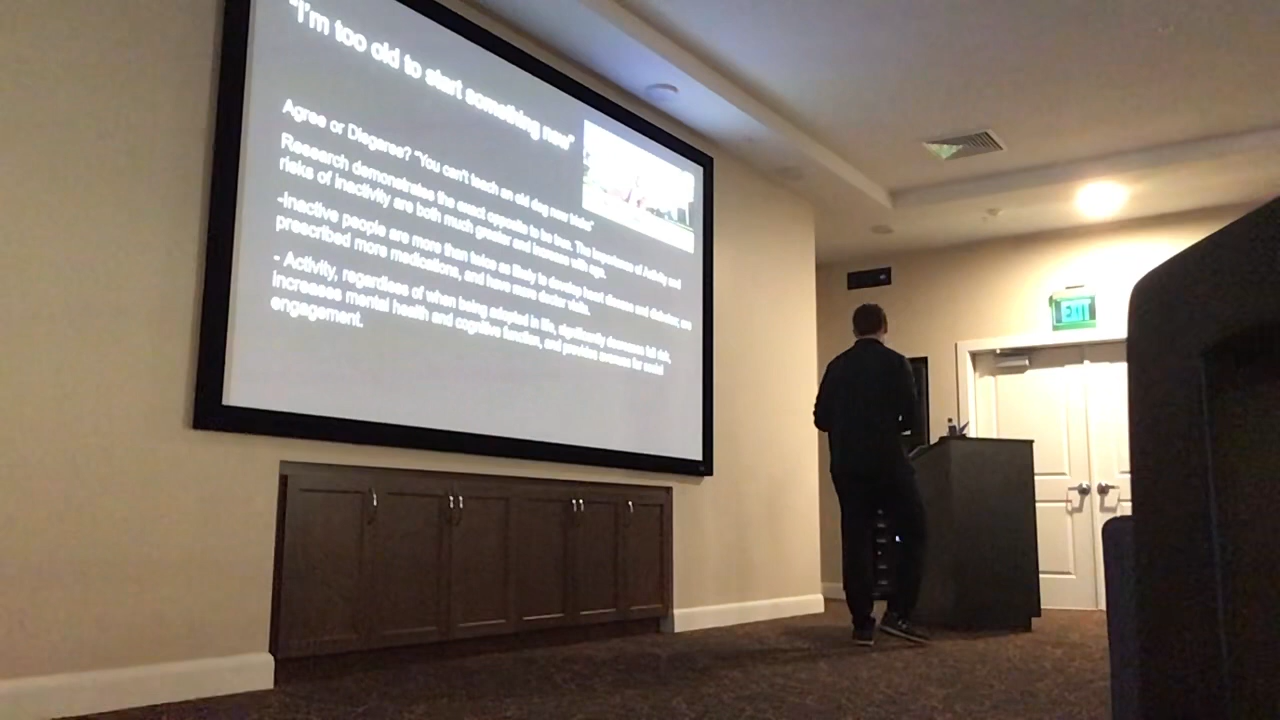 "I'm too old to start something new"
Agree or Disagree? "You can't teach an old dog new tricks"
Research demonstrates the exact opposite to be true. The importance of Activity and
risks of inactivity are both much greater and increase with age.
-Inactive people are more than twice as likely to develop heart disease and diabetes, are
prescribed more medications, and have more doctor visits.
- Activity, regardless of when being adopted in life, significantly decreases fall risk,
increases mental health and cognitive function, and provides avenues for social
engagement.
EXIT